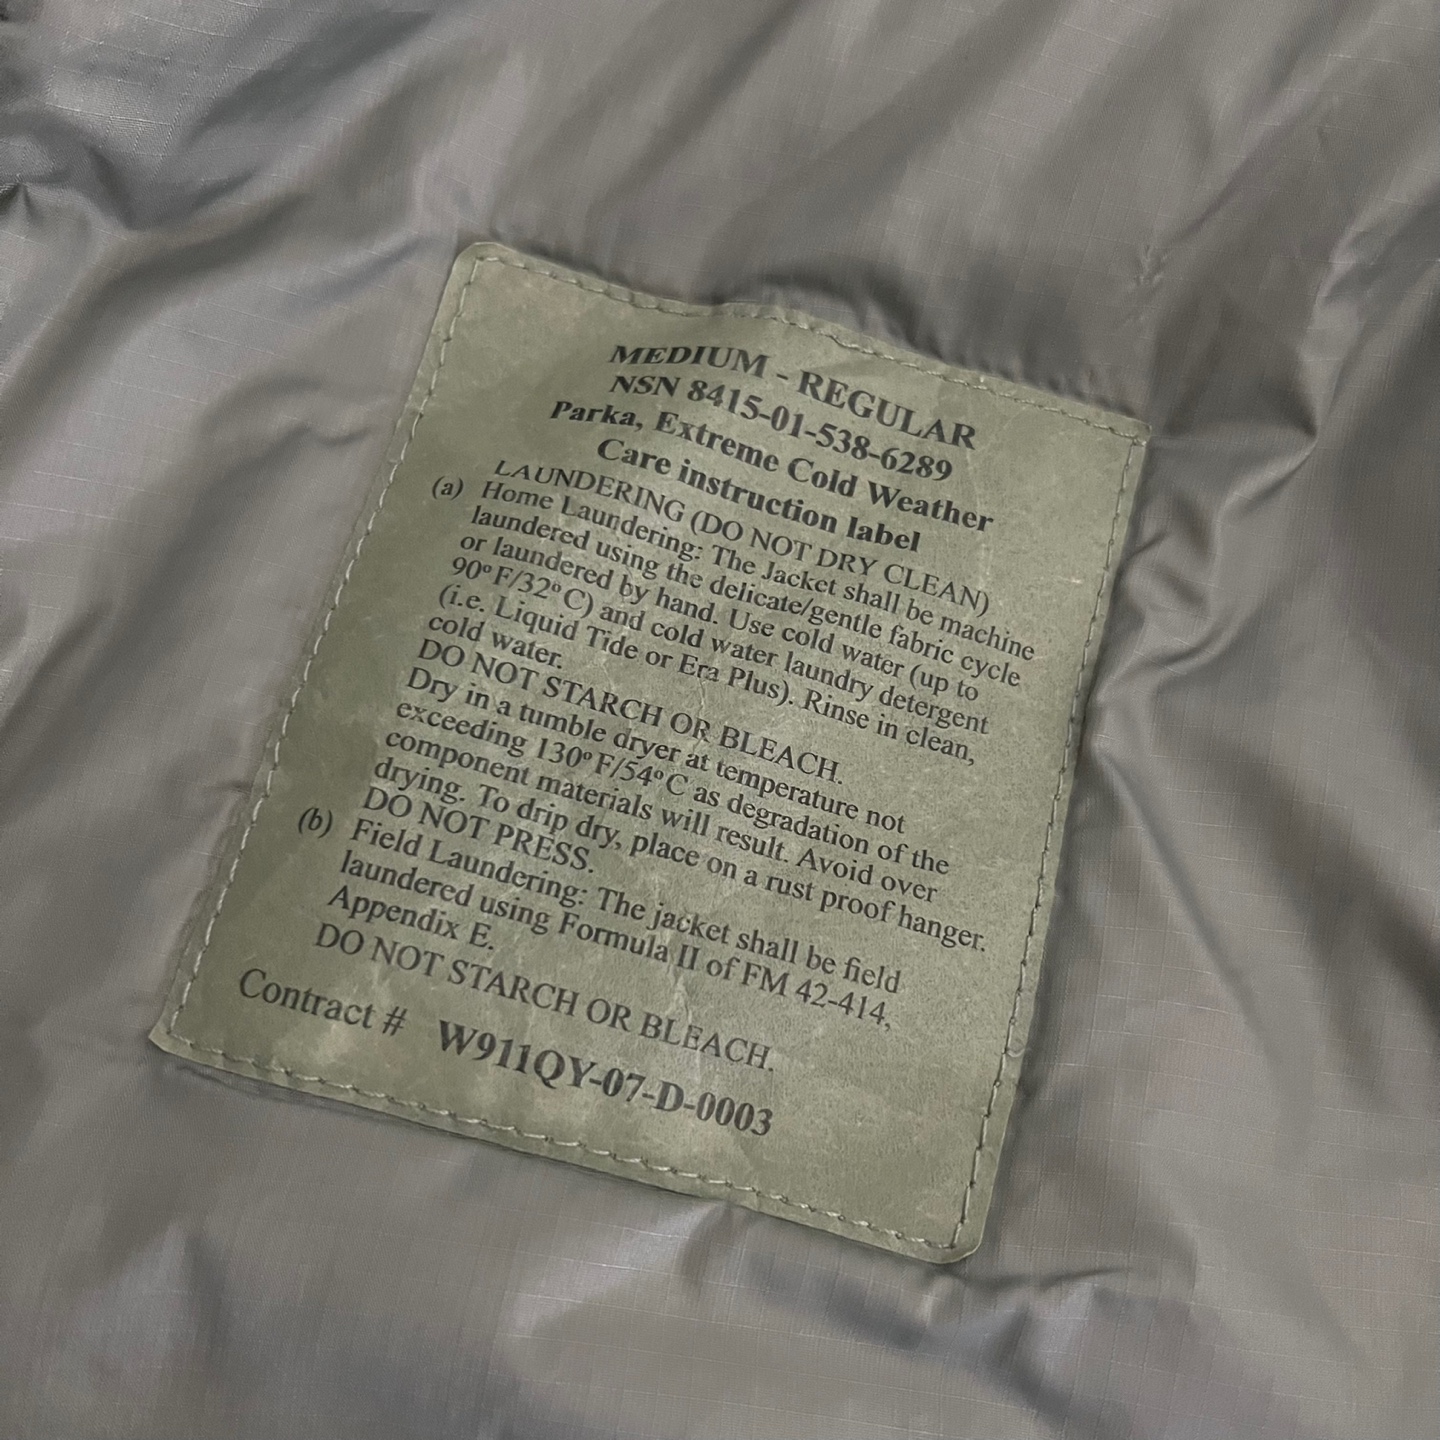 MEDIUM - REGULAR
NSN 8415-01-538-6289
Parka, Extreme Cold Weather
Care instruction label
LAUNDERING (DO NOT DRY CLEAN)
(a) Home Laundering: The Jacket shall be machine
laundered using the delicate/gentle fabric cycle
or laundered by hand. Use cold water (up to
90°F/32°C) and cold water laundry detergent
(i.e. Liquid Tide or Era Plus). Rinse in clean,
cold water.
DO NOT STARCH OR BLEACH.
Dry in a tumble dryer at temperature not
exceeding 130°F/54°C as degradation of the
component materials will result. Avoid over
drying. To drip dry, place on a rust proof hanger.
DO NOT PRESS.
(b) Field Laundering: The jacket shall be field
laundered using Formula II of FM 42-414,
Appendix E.
DO NOT STARCH OR BLEACH.
Contract # W911QY-07-D-0003